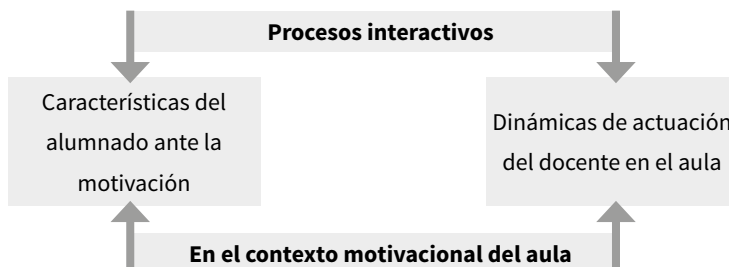 Procesos interactivos
Características del
alumnado ante la
motivación
Dinámicas de actuación
del docente en el aula
En el contexto motivacional del aula